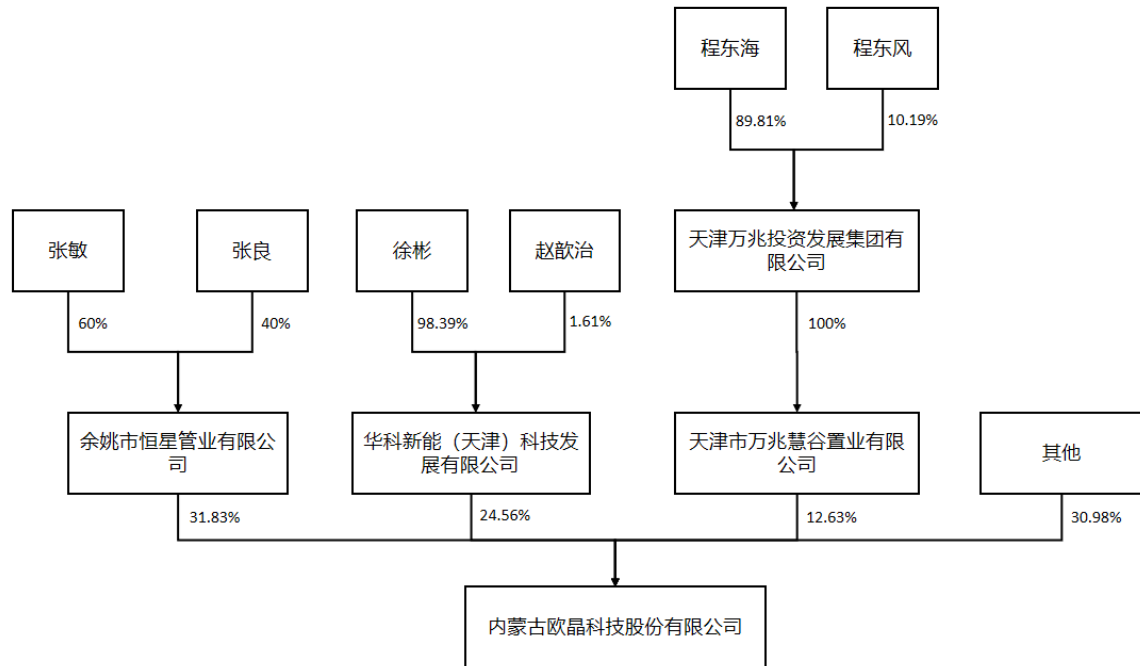 程东海
程东风
89.81%
10.19%
张敏
张良
徐彬
赵歆治
天津万兆投资发展集团有
限公司
60%
40%
98.39%
1.61%
100%
余姚市恒星管业有限公
司
华科新能（天津）科技发
展有限公司
天津市万兆慧谷置业有限
公司
其他
31.83%
24.56%
12.63%
30.98%
内蒙古欧晶科技股份有限公司